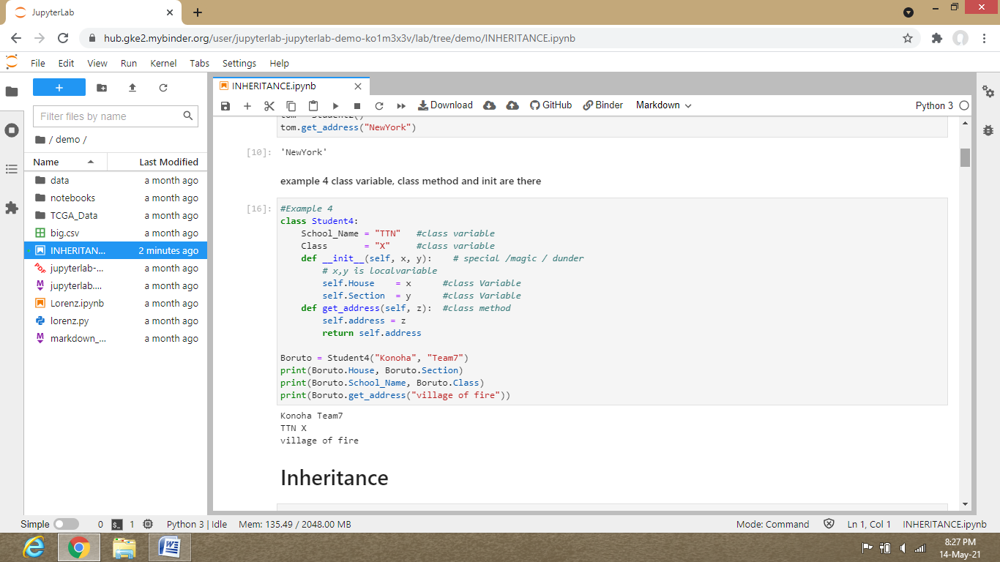 JupyterLab
hub.gke2.mybinder.org/user/jupyterlab-jupyterlab-demo-ko1m3x3v/lab/tree/demo/INHERITANCE.ipynb
File Edit View Run Kernel Tabs Settings Help
INHERITANCE.ipynb
Download GitHub Binder Markdown Python 3
Filter files by name
/ demo /
Name Last Modified
data a month ago
notebooks a month ago
TCGA_Data a month ago
big.csv a month ago
INHERITAN... 2 minutes ago
jupyterlab-... a month ago
jupyterlab.... a month ago
Lorenz.ipynb a month ago
lorenz.py a month ago
markdown_... a month ago
tom = Student2()
tom.get_address("NewYork")
[10]: 'NewYork'
example 4 class variable, class method and init are there
[16]: #Example 4
class Student4:
    School_Name = "TTN"   #class variable
    Class       = "X"     #class variable
    def __init__(self, x, y):    # special /magic / dunder
        # x,y is localvariable
        self.House    = x      #class Variable
        self.Section  = y      #class Variable
    def get_address(self, z):  #class method
        self.address = z
        return self.address
Boruto = Student4("Konoha", "Team7")
print(Boruto.House, Boruto.Section)
print(Boruto.School_Name, Boruto.Class)
print(Boruto.get_address("village of fire"))
Konoha Team7
TTN X
village of fire
Inheritance
Simple 0 1 Python 3 | Idle Mem: 135.49 / 2048.00 MB Mode: Command Ln 1, Col 1 INHERITANCE.ipynb
8:27 PM
14-May-21